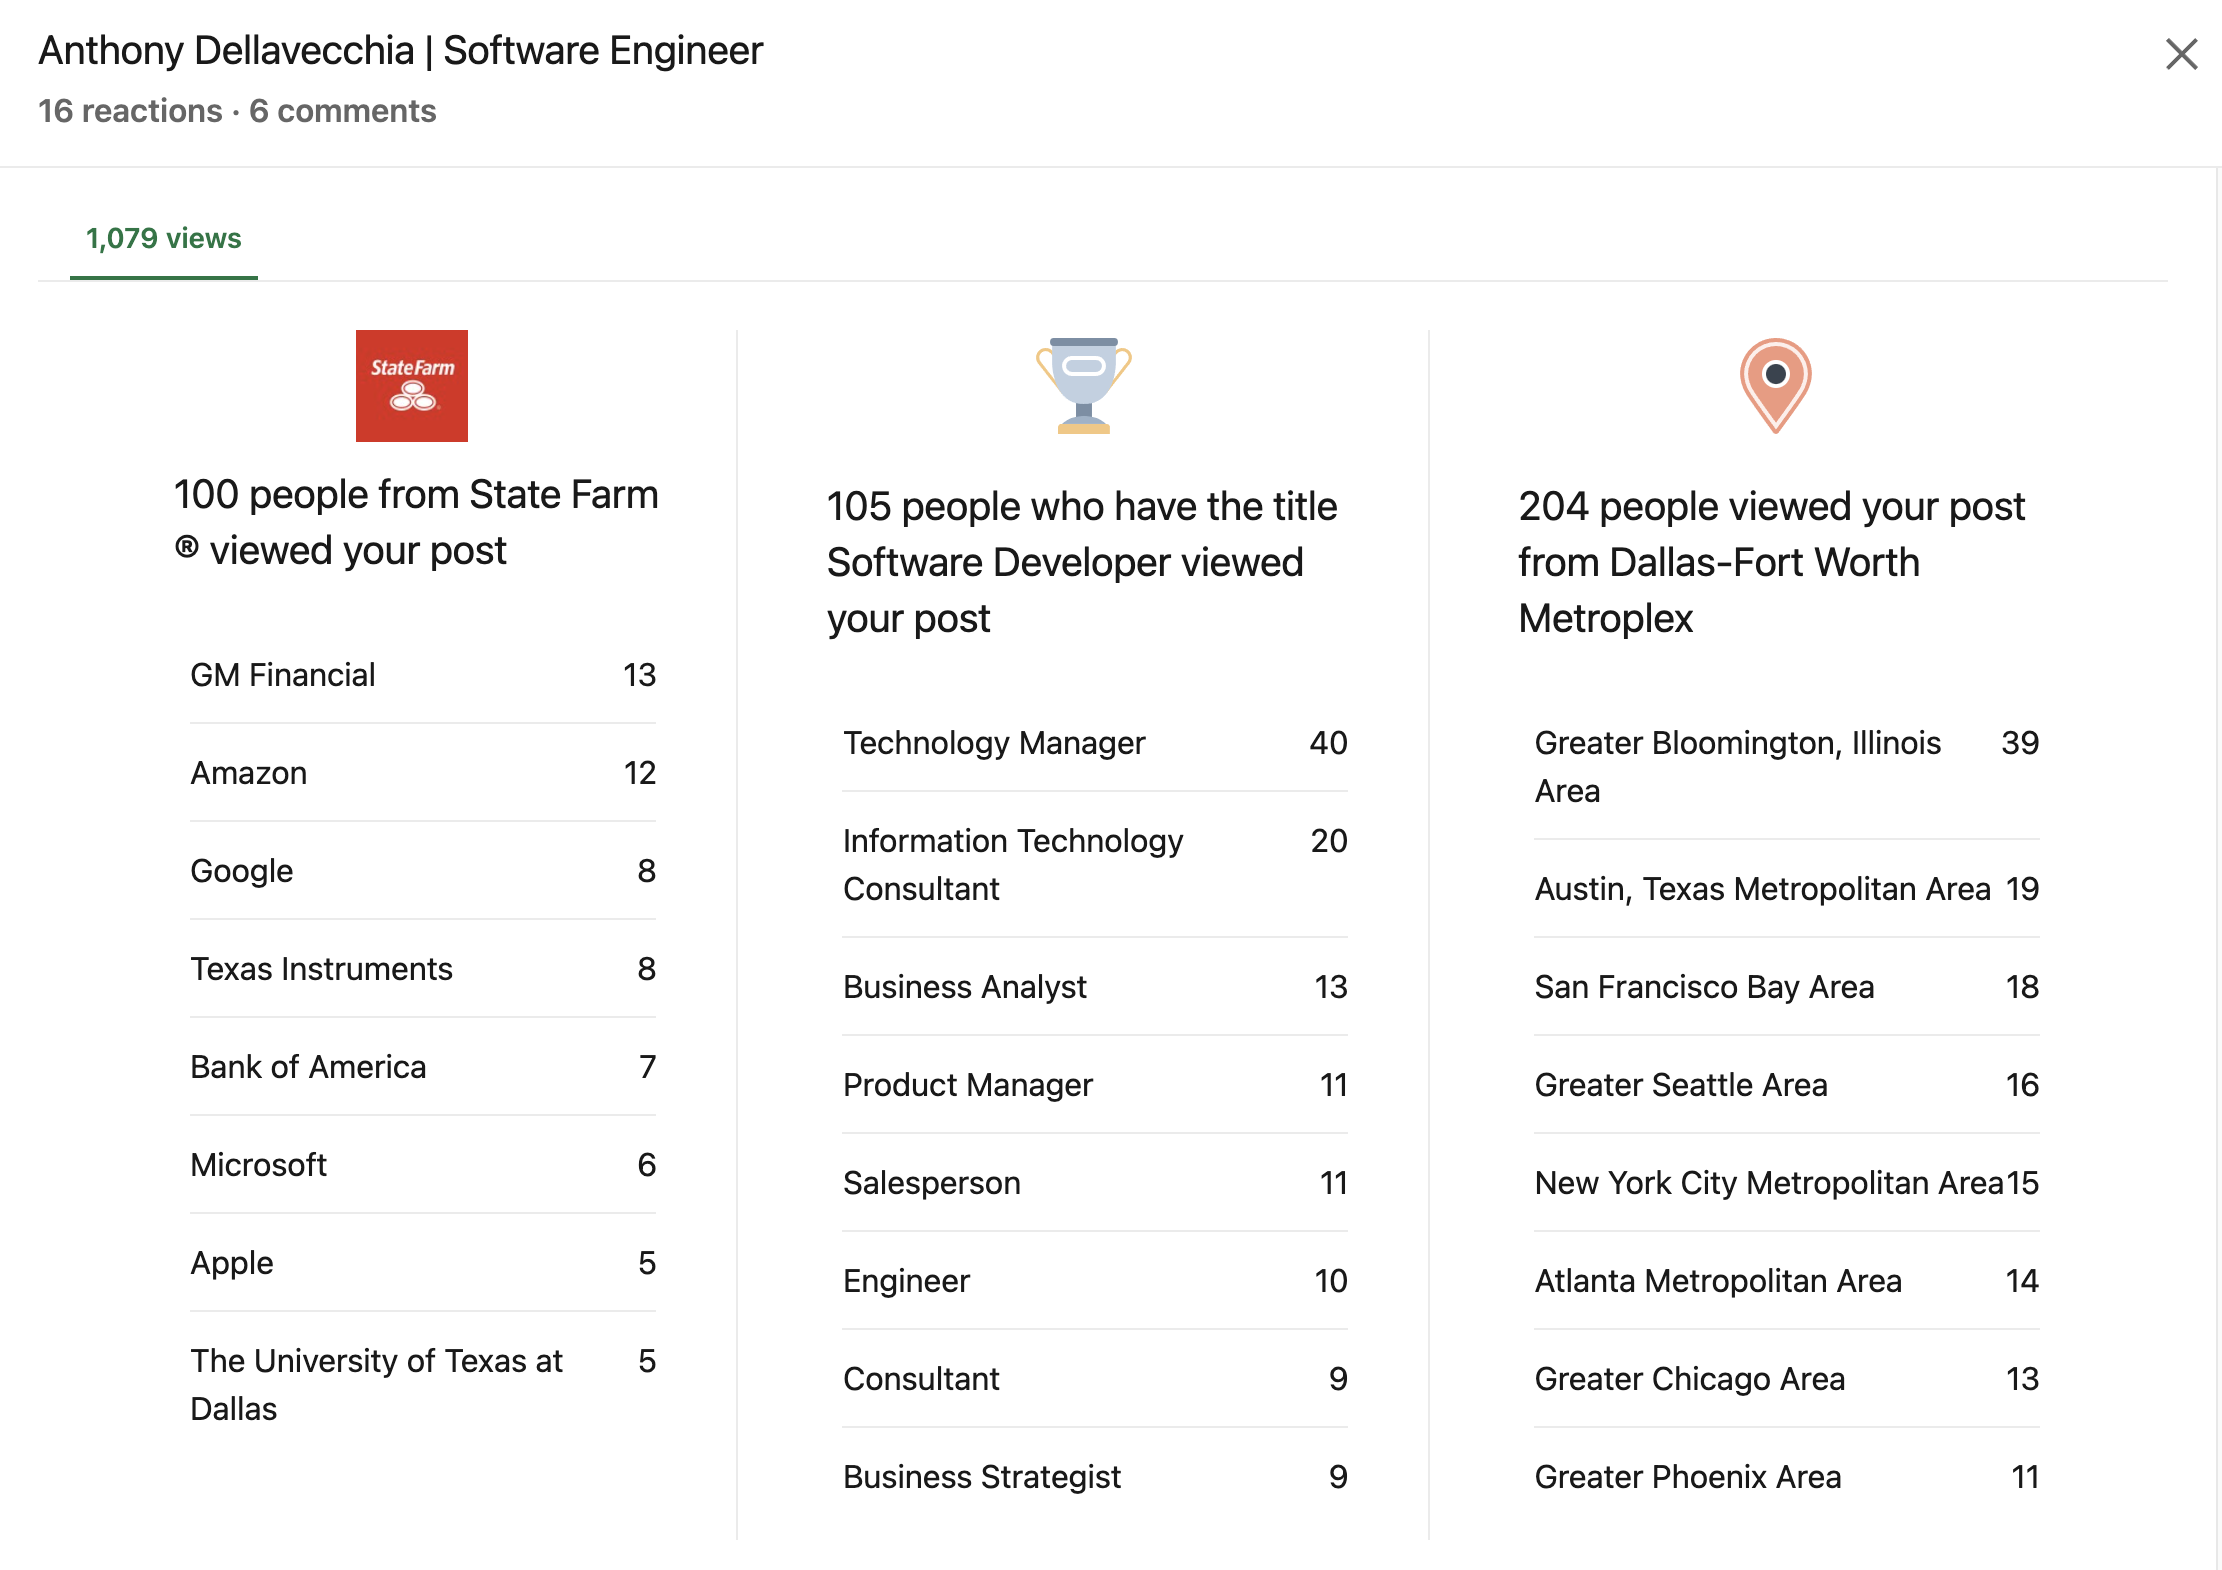 Anthony Dellavecchia | Software Engineer
16 reactions · 6 comments
1,079 views
StateFarm
100 people from State Farm
® viewed your post
GM Financial 13
Amazon 12
Google 8
Texas Instruments 8
Bank of America 7
Microsoft 6
Apple 5
The University of Texas at 5
Dallas
105 people who have the title
Software Developer viewed
your post
Technology Manager 40
Information Technology 20
Consultant
Business Analyst 13
Product Manager 11
Salesperson 11
Engineer 10
Consultant 9
Business Strategist 9
204 people viewed your post
from Dallas-Fort Worth
Metroplex
Greater Bloomington, Illinois 39
Area
Austin, Texas Metropolitan Area 19
San Francisco Bay Area 18
Greater Seattle Area 16
New York City Metropolitan Area 15
Atlanta Metropolitan Area 14
Greater Chicago Area 13
Greater Phoenix Area 11